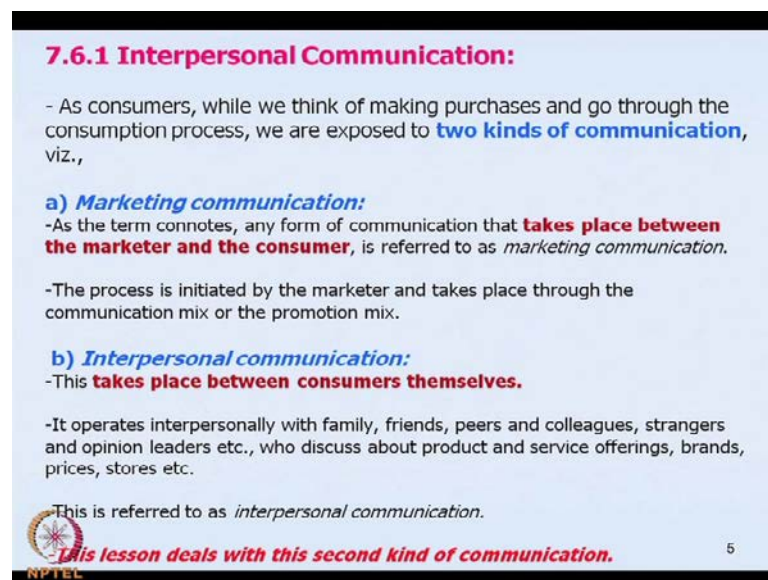 7.6.1 Interpersonal Communication:
- As consumers, while we think of making purchases and go through the
consumption process, we are exposed to two kinds of communication,
viz.,
a) Marketing communication:
-As the term connotes, any form of communication that takes place between
the marketer and the consumer, is referred to as marketing communication.
-The process is initiated by the marketer and takes place through the
communication mix or the promotion mix.
b) Interpersonal communication:
-This takes place between consumers themselves.
-It operates interpersonally with family, friends, peers and colleagues, strangers
and opinion leaders etc., who discuss about product and service offerings, brands,
prices, stores etc.
-This is referred to as interpersonal communication.
-This lesson deals with this second kind of communication.
5
NPTEL